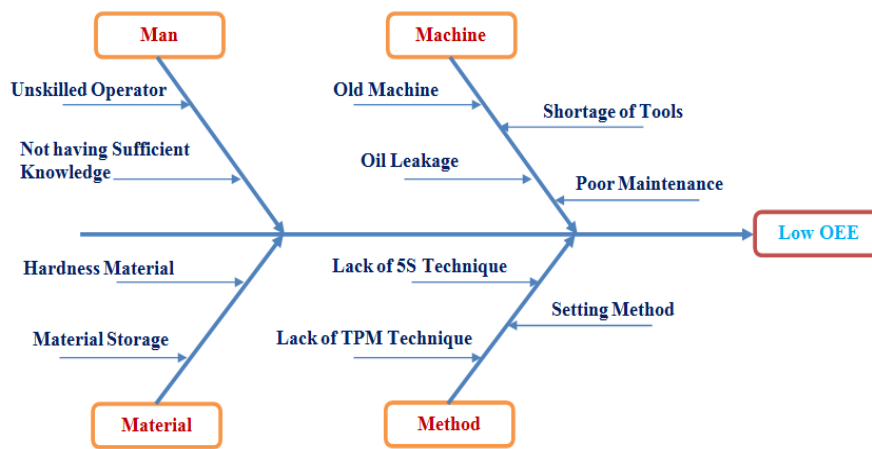 Man
Machine
Unskilled Operator
Old Machine
Shortage of Tools
Not having Sufficient
Knowledge
Oil Leakage
Poor Maintenance
Low OEE
Hardness Material
Lack of 5S Technique
Setting Method
Material Storage
Lack of TPM Technique
Material
Method